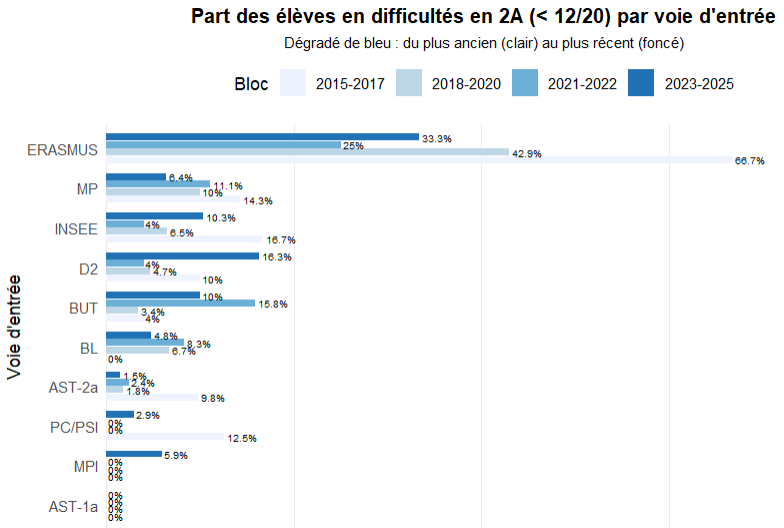 Part des élèves en difficultés en 2A (< 12/20) par voie d'entrée
Dégradé de bleu : du plus ancien (clair) au plus récent (foncé)
Bloc 2015-2017 2018-2020 2021-2022 2023-2025
Voie d'entrée
ERASMUS
33.3%
25%
42.9%
66.7%
MP
6.4%
11.1%
10%
14.3%
INSEE
10.3%
4%
6.5%
16.7%
D2
16.3%
4%
4.7%
10%
BUT
10%
15.8%
3.4%
4%
BL
4.8%
8.3%
6.7%
0%
AST-2a
1.5%
2.4%
1.8%
9.8%
PC/PSI
2.9%
0%
0%
12.5%
MPI
5.9%
0%
0%
0%
AST-1a
0%
0%
0%
0%